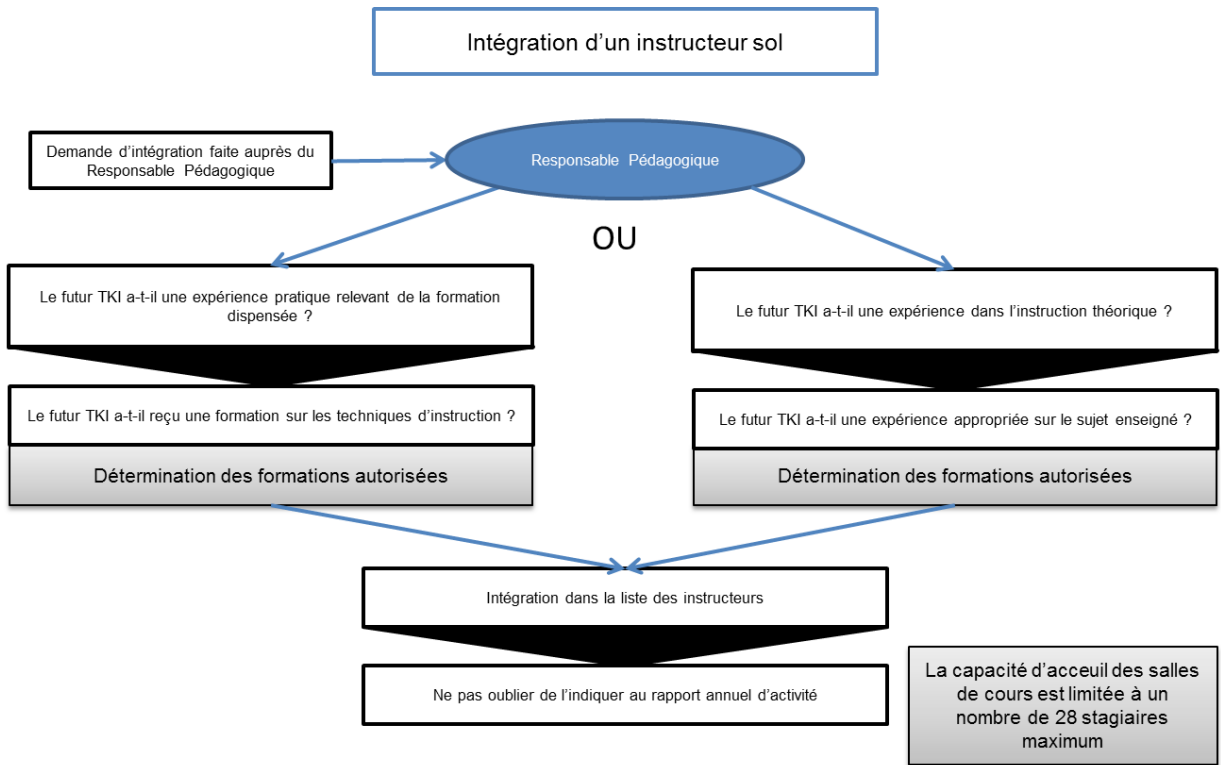 Intégration d’un instructeur sol
Demande d’intégration faite auprès du
Responsable Pédagogique
Responsable Pédagogique
OU
Le futur TKI a-t-il une expérience pratique relevant de la formation
dispensée ?
Le futur TKI a-t-il une expérience dans l’instruction théorique ?
Le futur TKI a-t-il reçu une formation sur les techniques d’instruction ?
Le futur TKI a-t-il une expérience appropriée sur le sujet enseigné ?
Détermination des formations autorisées
Détermination des formations autorisées
Intégration dans la liste des instructeurs
Ne pas oublier de l’indiquer au rapport annuel d’activité
La capacité d’acceuil des salles
de cours est limitée à un
nombre de 28 stagiaires
maximum